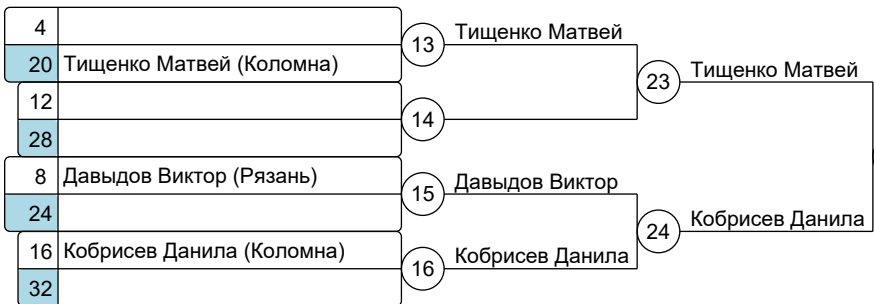 4
13
Тищенко Матвей
20 Тищенко Матвей (Коломна)
23
Тищенко Матвей
12
14
28
8 Давыдов Виктор (Рязань)
15
Давыдов Виктор
24
24
Кобрисев Данила
16 Кобрисев Данила (Коломна)
16
Кобрисев Данила
32